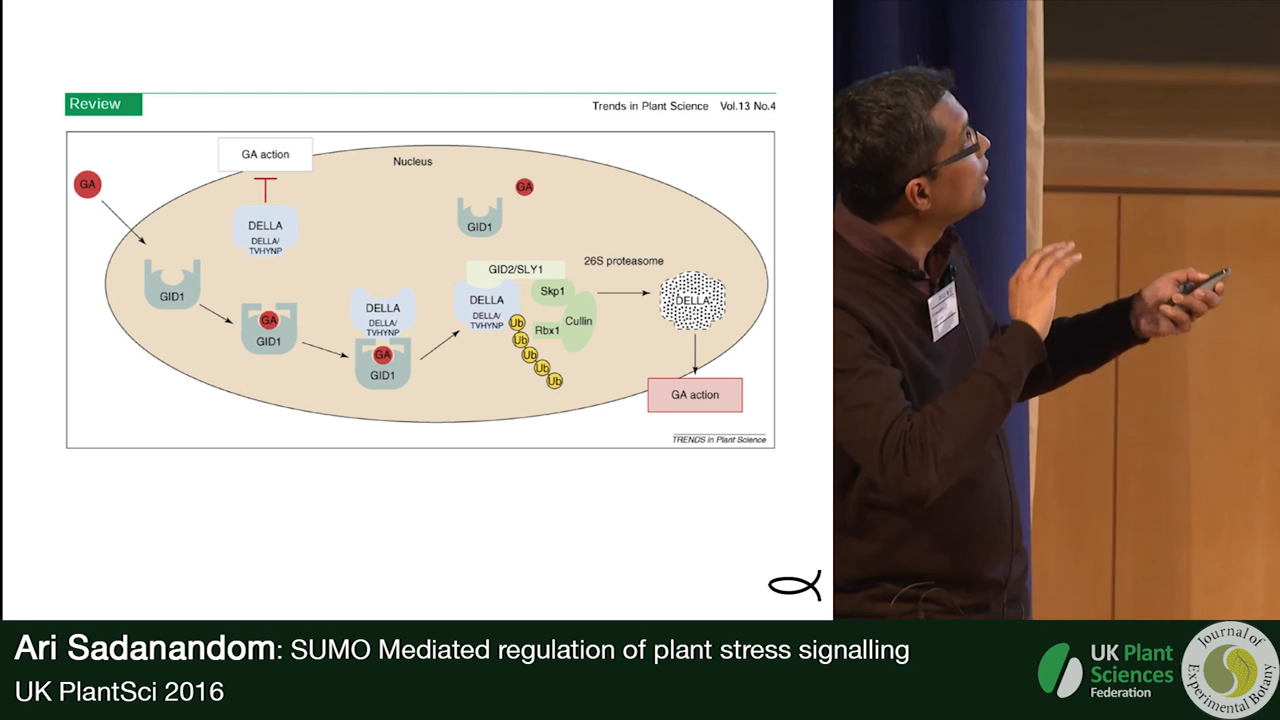 Review
Trends in Plant Science Vol.13 No.4
GA action
Nucleus
GA
GA
DELLA
DELLA/
TVHYNP
GID1
GID1
GA
GID1
DELLA
DELLA/
TVHYNP
GA
GID1
GID2/SLY1
DELLA
DELLA/
TVHYNP
Skp1
Cullin
Rbx1
Ub
Ub
Ub
Ub
Ub
26S proteasome
DELLA
GA action
TRENDS in Plant Science
Ari Sadanandom: SUMO Mediated regulation of plant stress signalling
UK PlantSci 2016
UK Plant
Sciences
Federation
Journal of
Experimental Botany